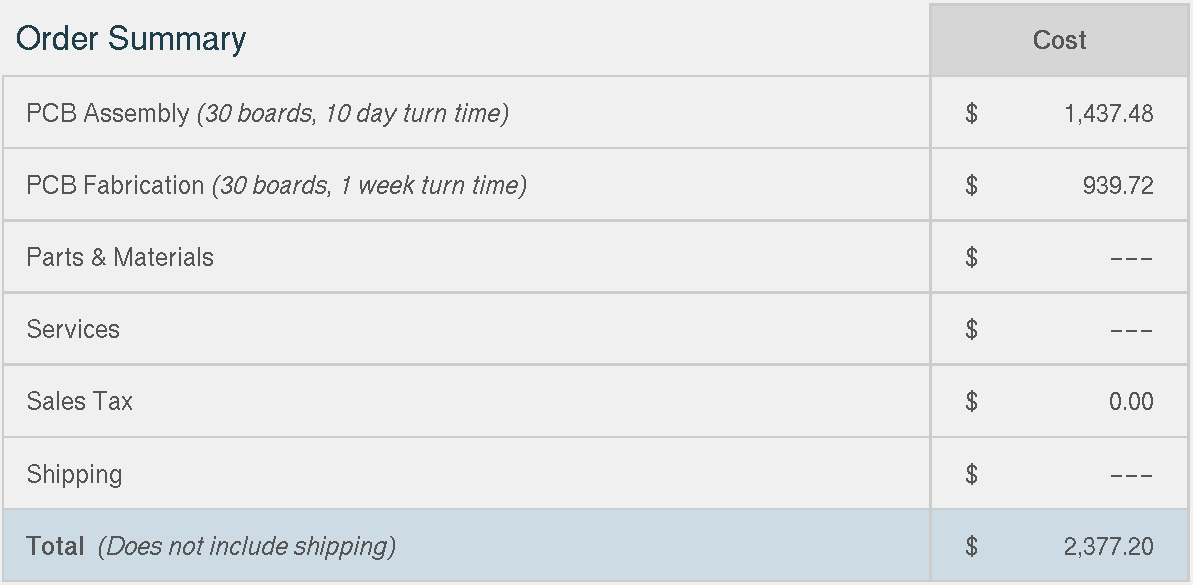 Order Summary Cost
PCB Assembly (30 boards, 10 day turn time) $ 1,437.48
PCB Fabrication (30 boards, 1 week turn time) $ 939.72
Parts & Materials $ ---
Services $ ---
Sales Tax $ 0.00
Shipping $ ---
Total (Does not include shipping) $ 2,377.20